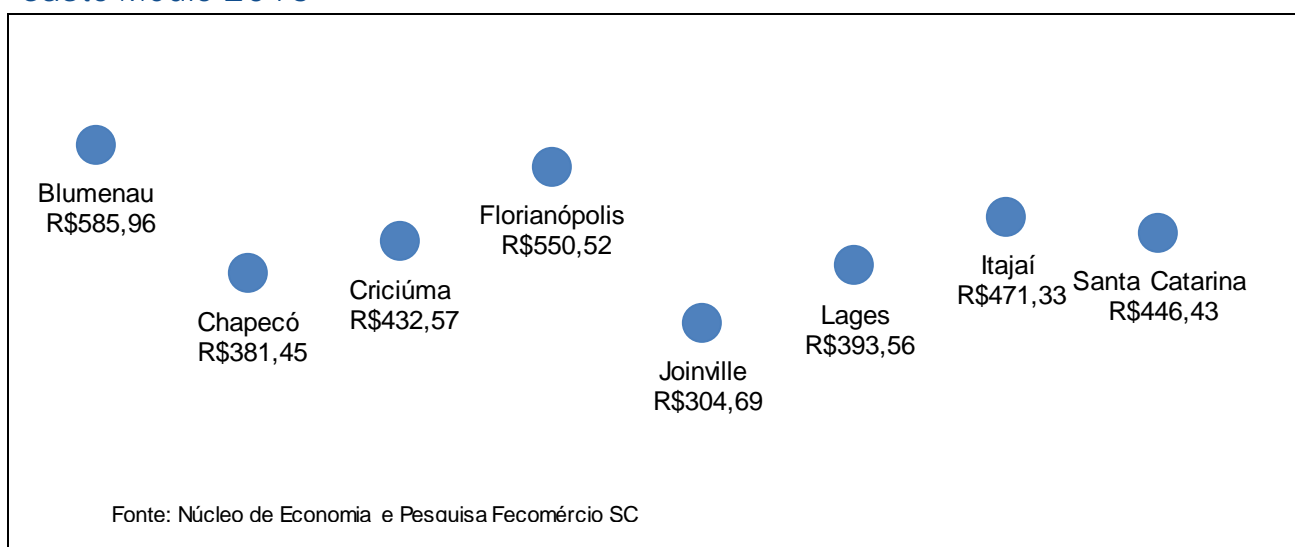 Blumenau
R$585,96
Chapecó
R$381,45
Criciúma
R$432,57
Florianópolis
R$550,52
Joinville
R$304,69
Lages
R$393,56
Itajaí
R$471,33
Santa Catarina
R$446,43
Fonte: Núcleo de Economia e Pesquisa Fecomércio SC